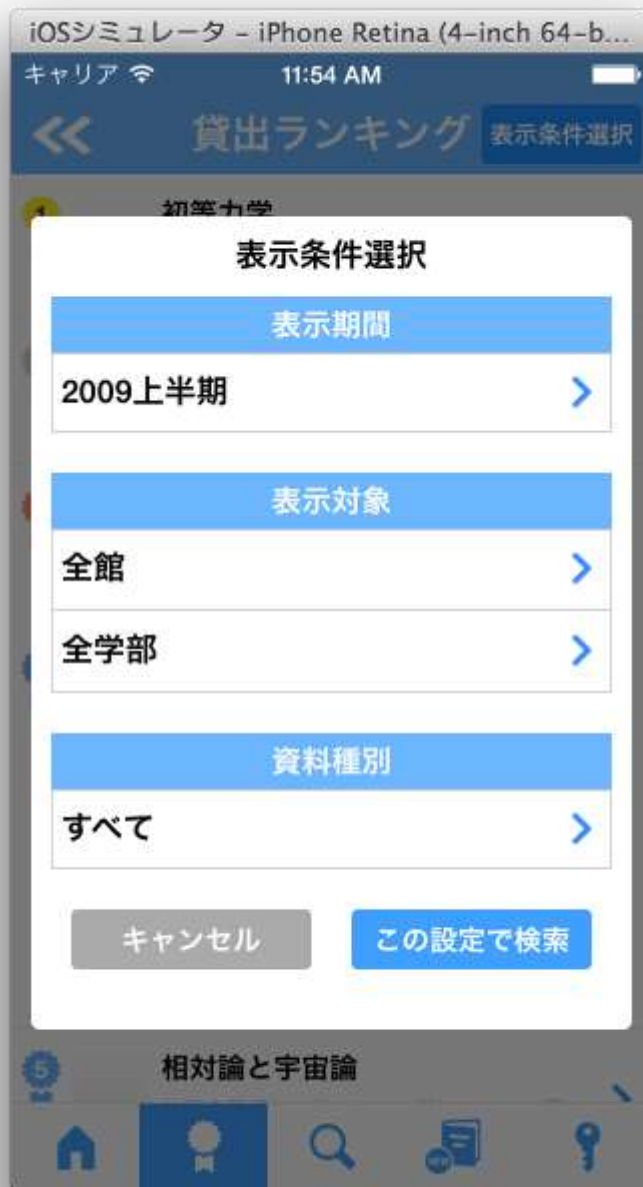 iOSシミュレータ – iPhone Retina (4–inch 64–b...
キャリア 11:54 AM
貸出ランキング 表示条件選択
1 初等力学
表示条件選択
表示期間
2009上半期
表示対象
全館
全学部
資料種別
すべて
キャンセル この設定で検索
5 相対論と宇宙論
NEW